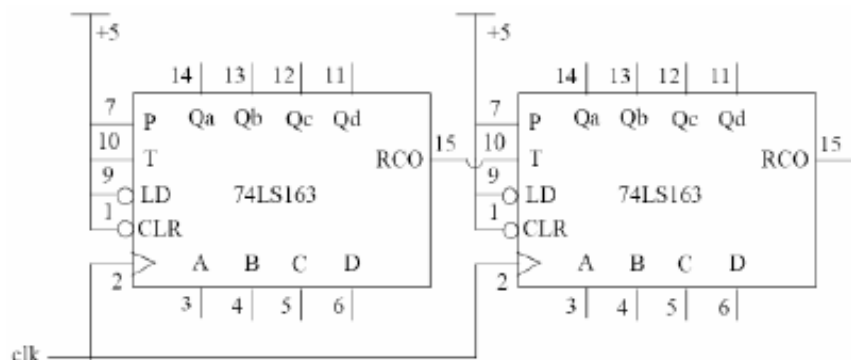 +5 +5
14 13 12 11 14 13 12 11
7 P Qa Qb Qc Qd 7 P Qa Qb Qc Qd
10 T RCO 15 10 T RCO 15
9 LD 74LS163 9 LD 74LS163
1 CLR 1 CLR
2 A B C D 2 A B C D
3 4 5 6 3 4 5 6
clk